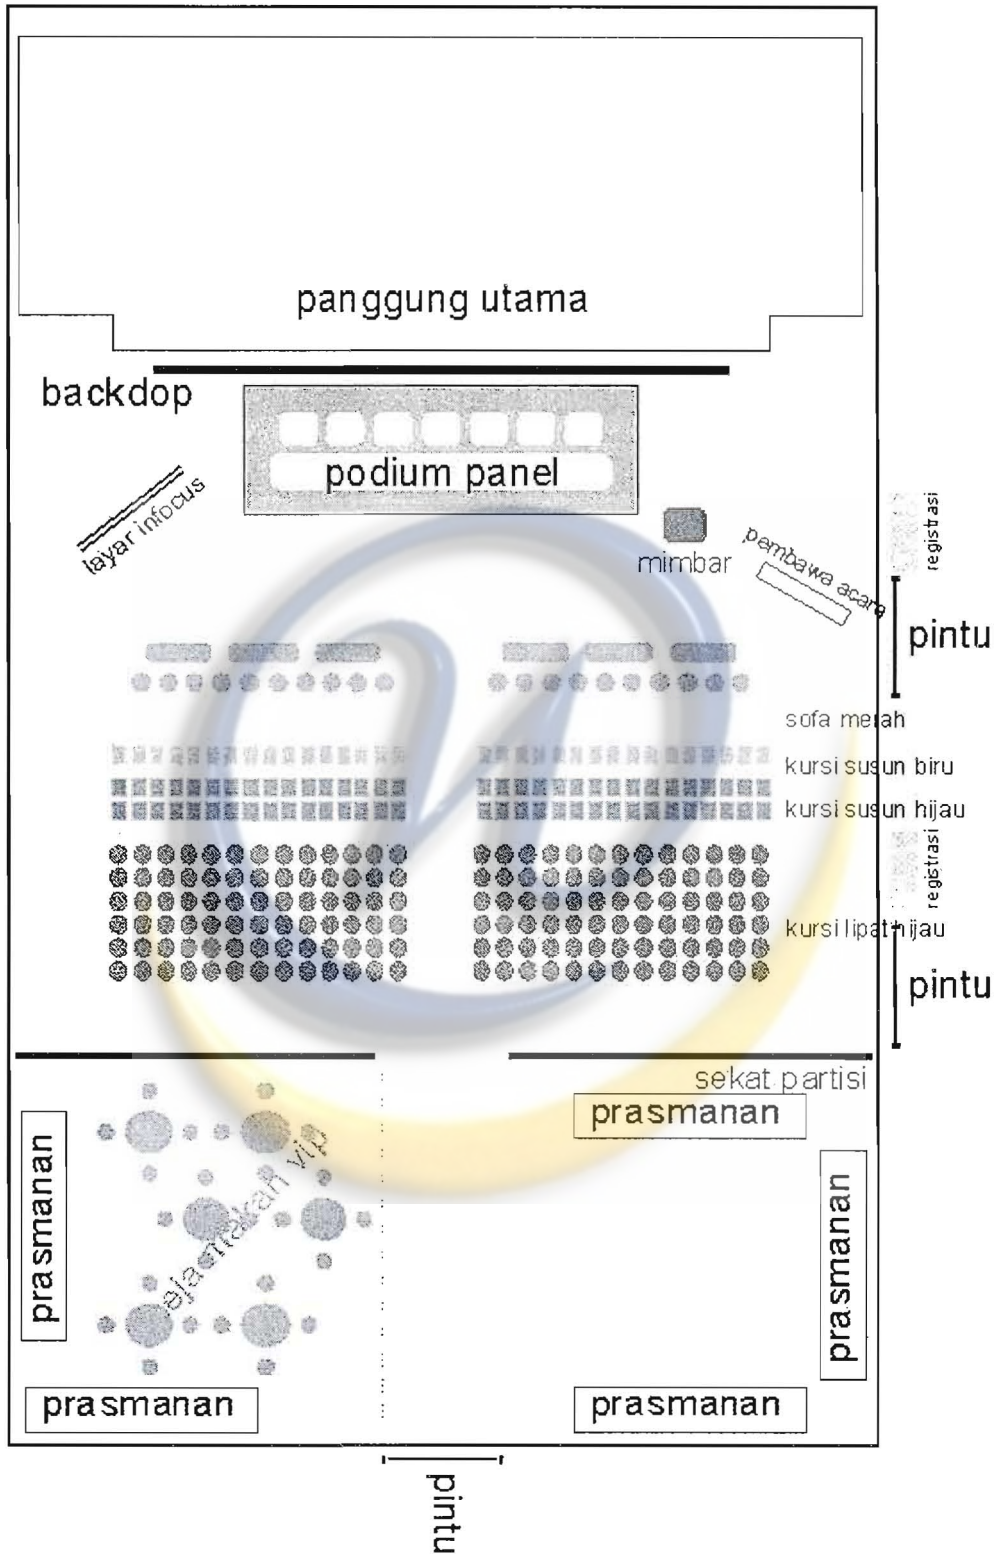 panggung utama
backdop
podium panel
layar infocus
mimbar
pembawa acara
registrasi
pintu
sofa merah
kursi susun biru
kursi susun hijau
registrasi
kursi lipat hijau
pintu
sekat partisi
prasmanan
prasmanan
makan vip
prasmanan
prasmanan
prasmanan
pintu